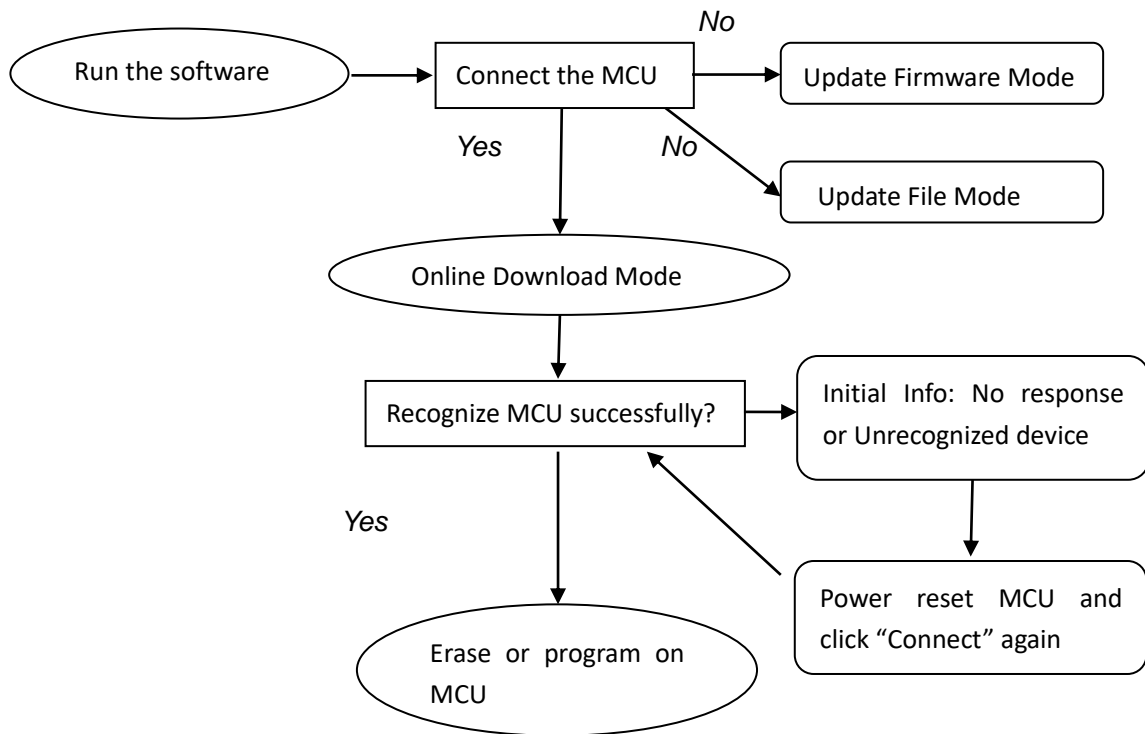 No
Run the software
Connect the MCU
Update Firmware Mode
Yes
No
Update File Mode
Online Download Mode
Recognize MCU successfully?
Initial Info: No response
or Unrecognized device
Yes
Power reset MCU and
click “Connect” again
Erase or program on
MCU